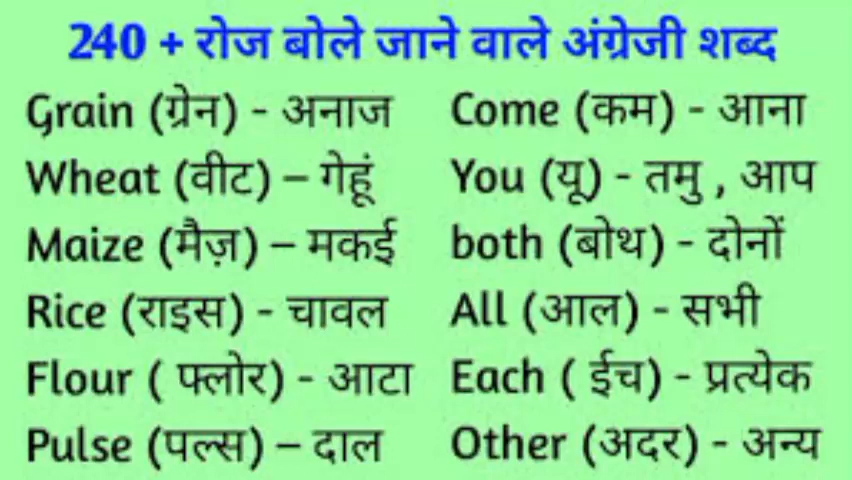 240 + रोज बोले जाने वाले अंग्रेजी शब्द
Grain (ग्रेन) - अनाज
Wheat (वीट) – गेहूं
Maize (मैज़) – मकई
Rice (राइस) - चावल
Flour ( फ्लोर) - आटा
Pulse (पल्स) – दाल
Come (कम) - आना
You (यू) - तमु , आप
both (बोथ) - दोनों
All (आल) - सभी
Each ( ईच) - प्रत्येक
Other (अदर) - अन्य